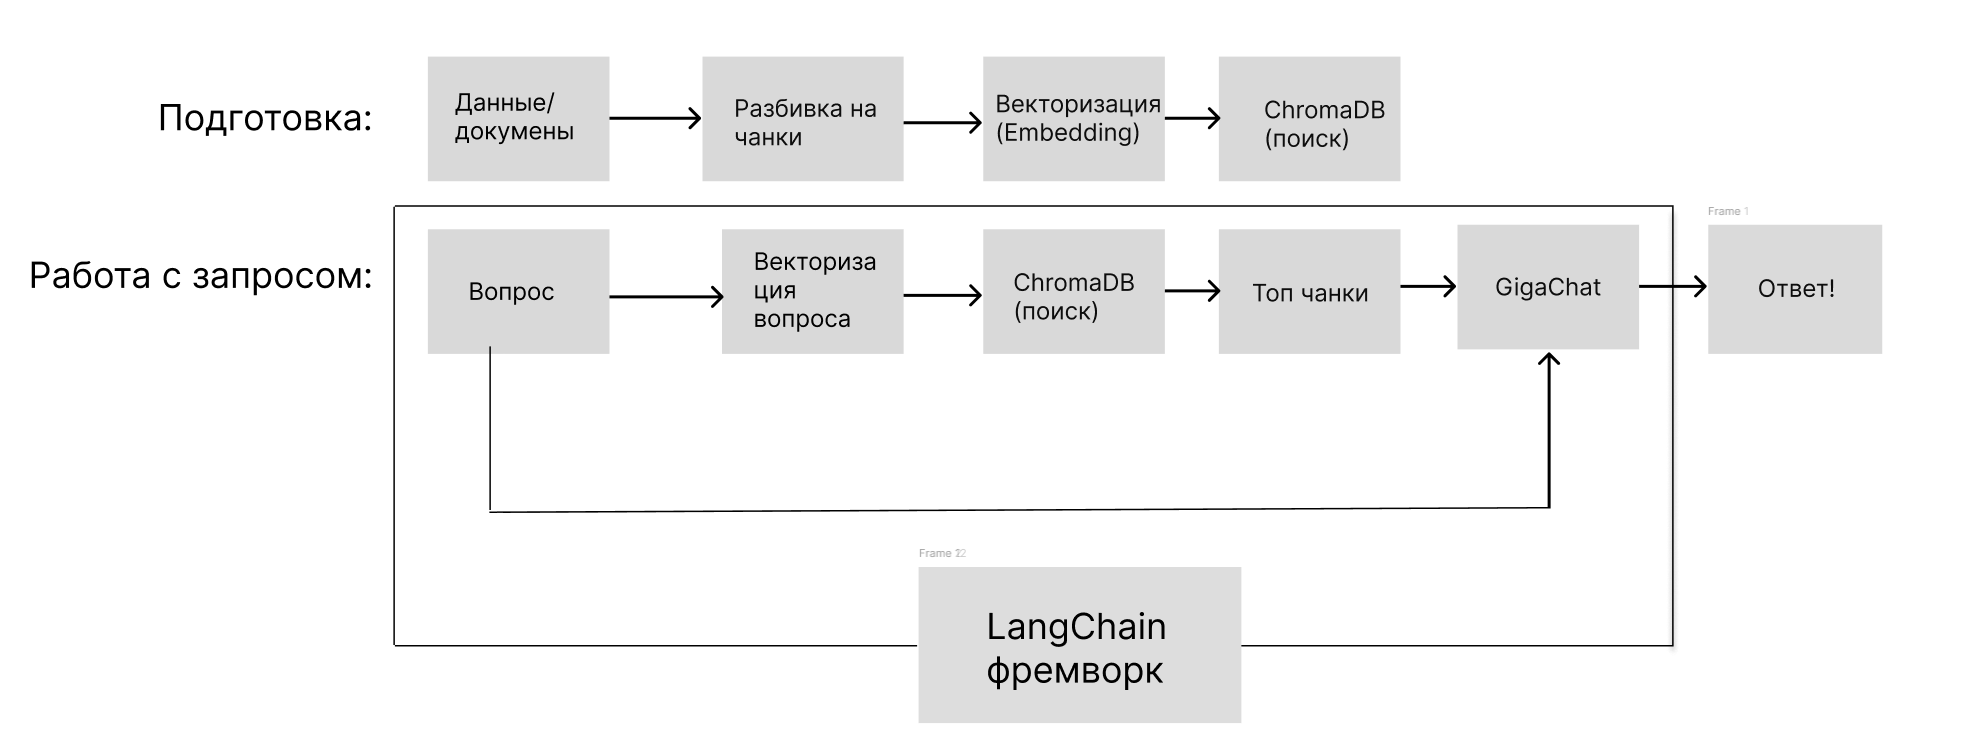 Подготовка:
Данные/
докумены
Разбивка на
чанки
Векторизация
(Embedding)
ChromaDB
(поиск)
Работа с запросом:
Вопрос
Векториза
ция
вопроса
ChromaDB
(поиск)
Топ чанки
GigaChat
Frame 1
Ответ!
LangChain
фремворк